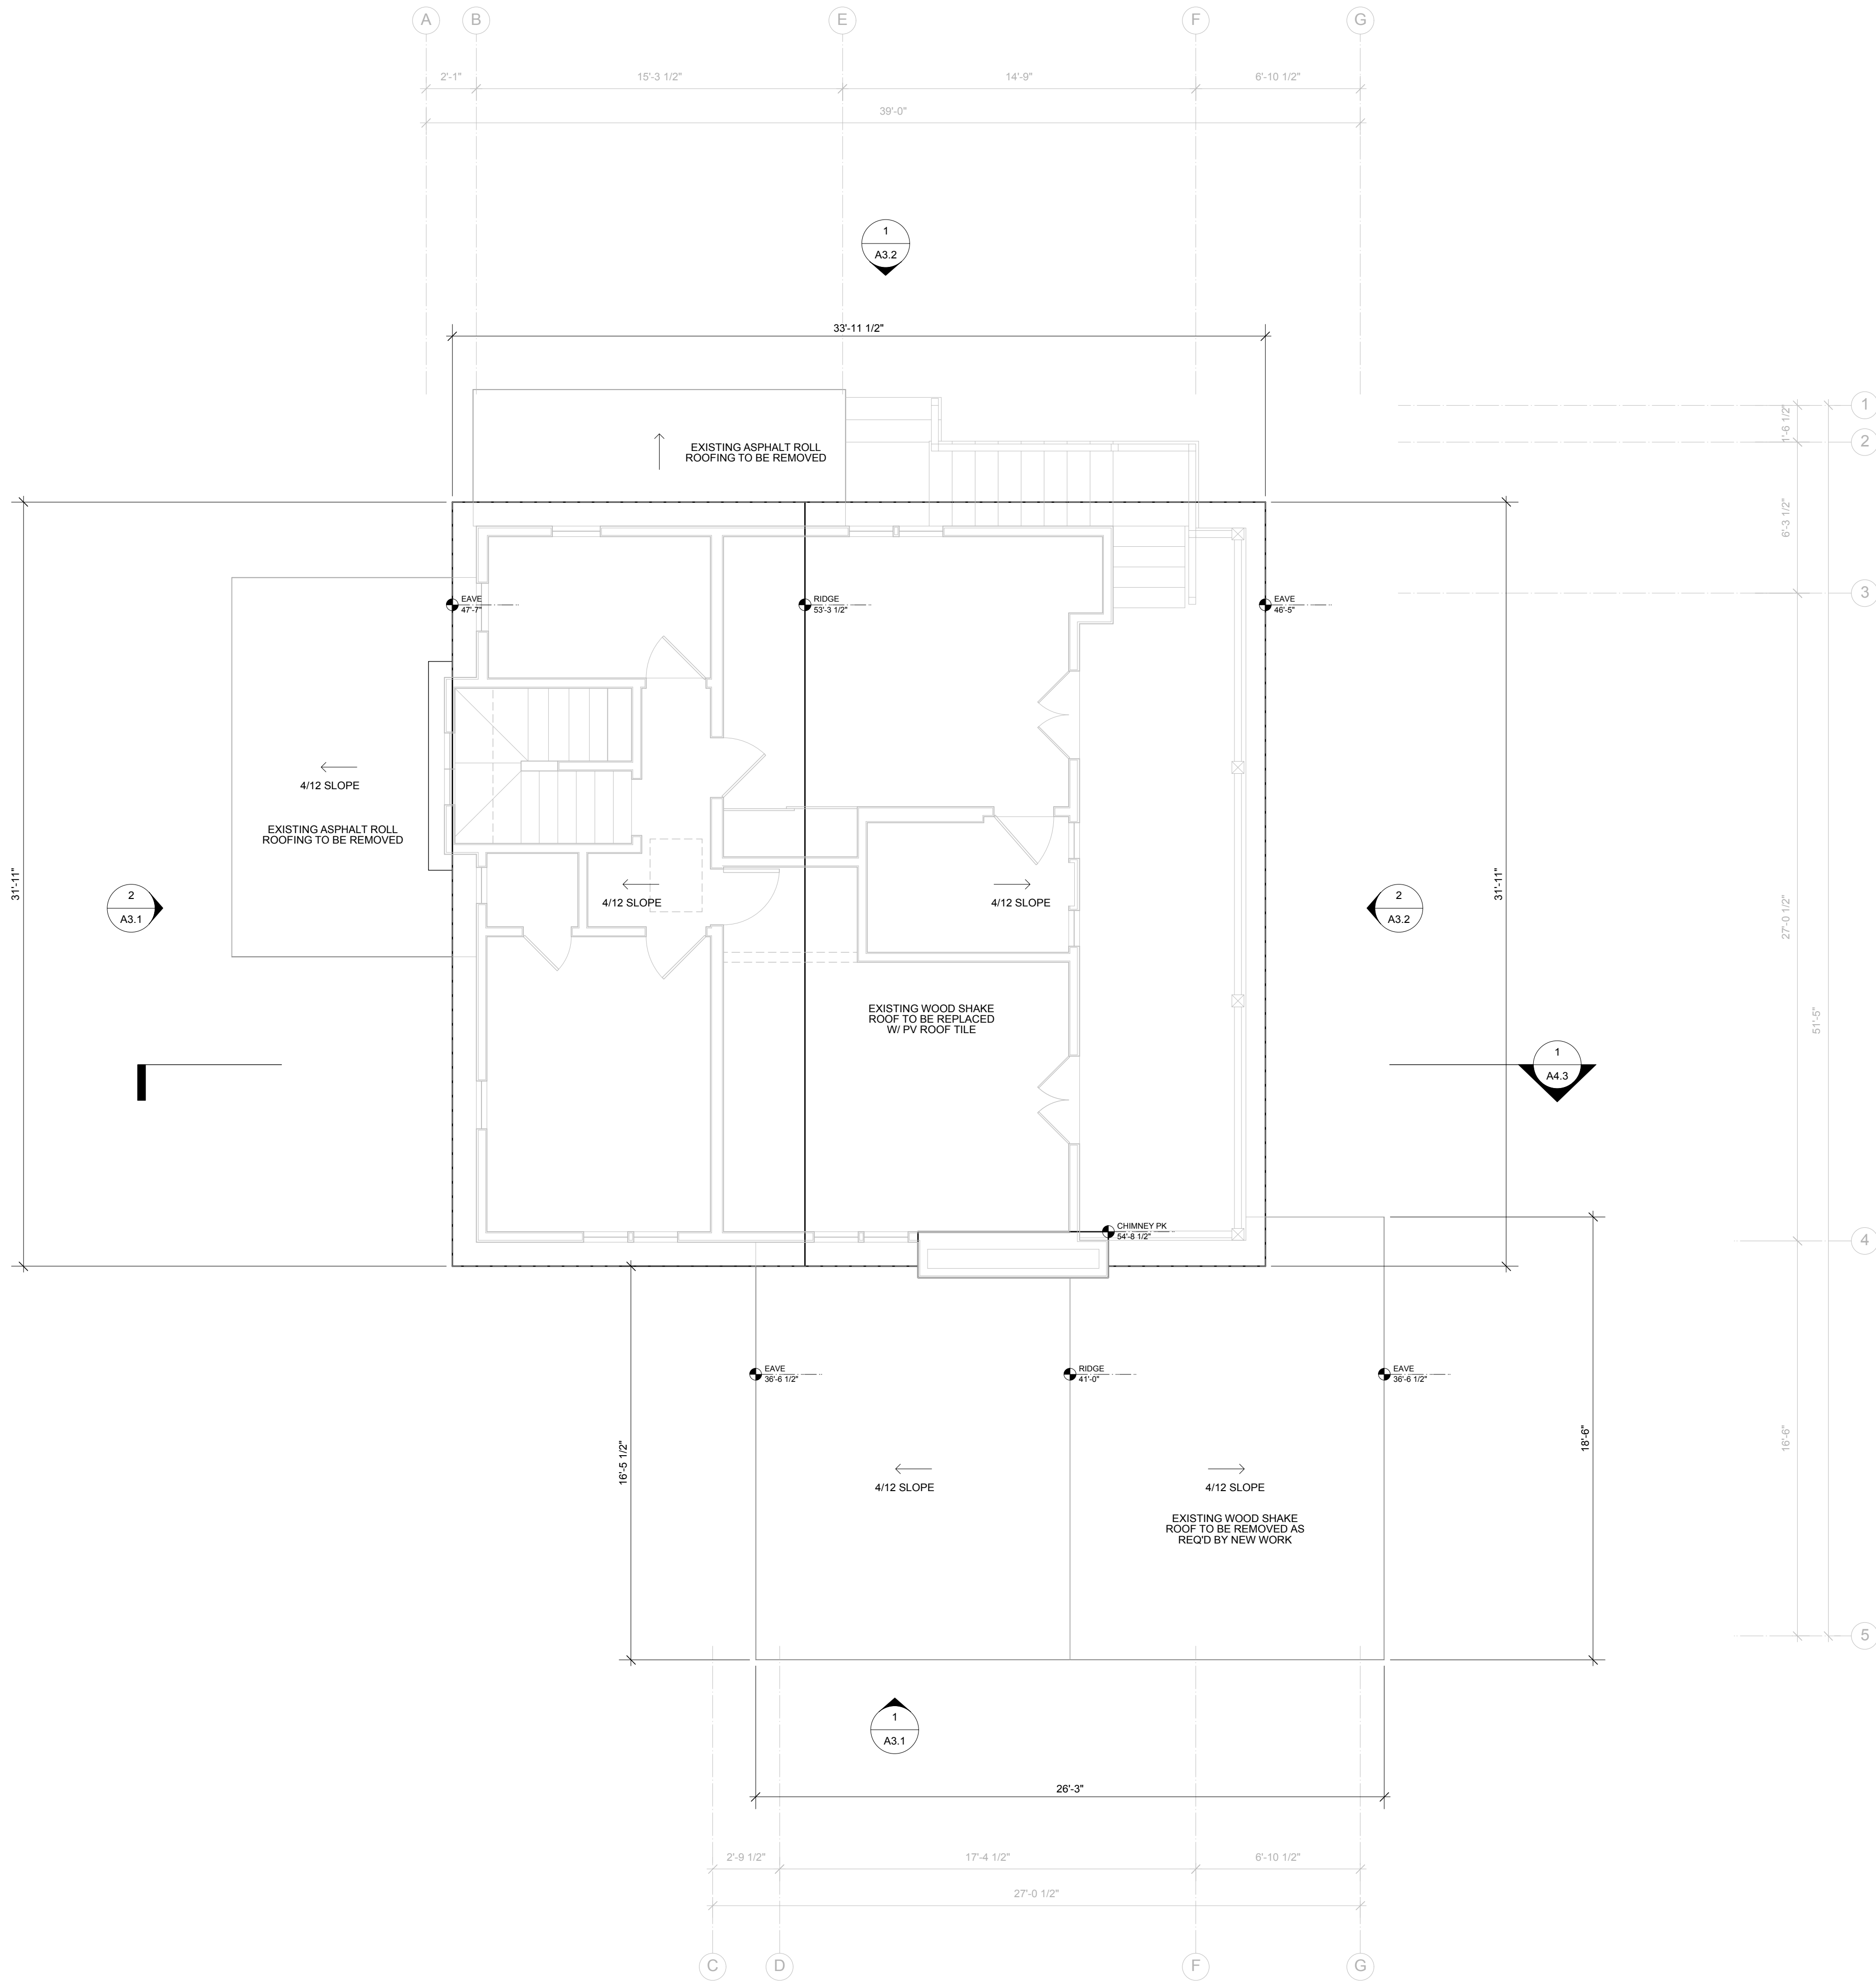 A
B
E
F
G
2'-1"
15'-3 1/2"
14'-9"
6'-10 1/2"
39'-0"
1
A3.2
33'-11 1/2"
1
1'-6 1/2"
2
EXISTING ASPHALT ROLL
ROOFING TO BE REMOVED
6'-3 1/2"
3
EAVE
47'-7"
RIDGE
53'-3 1/2"
EAVE
46'-5"
4/12 SLOPE
EXISTING ASPHALT ROLL
ROOFING TO BE REMOVED
31'-11"
2
A3.1
4/12 SLOPE
4/12 SLOPE
2
A3.2
31'-11"
27'-0 1/2"
EXISTING WOOD SHAKE
ROOF TO BE REPLACED
W/ PV ROOF TILE
51'-5"
1
A4.3
CHIMNEY PK
54'-8 1/2"
4
EAVE
36'-6 1/2"
RIDGE
41'-0"
EAVE
36'-6 1/2"
16'-5 1/2"
18'-6"
16'-6"
4/12 SLOPE
4/12 SLOPE
EXISTING WOOD SHAKE
ROOF TO BE REMOVED AS
REQ'D BY NEW WORK
5
1
A3.1
26'-3"
2'-9 1/2"
17'-4 1/2"
6'-10 1/2"
27'-0 1/2"
C
D
F
G